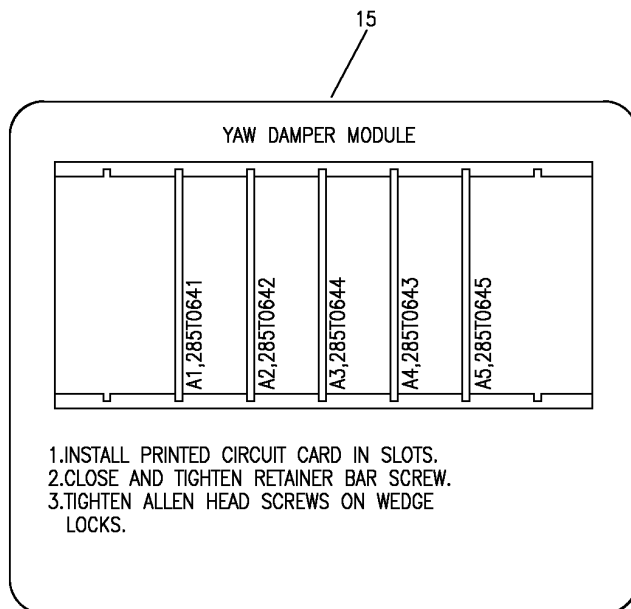 15
YAW DAMPER MODULE
A1,285T0641
A2,285T0642
A3,285T0644
A4,285T0643
A5,285T0645
1.INSTALL PRINTED CIRCUIT CARD IN SLOTS.
2.CLOSE AND TIGHTEN RETAINER BAR SCREW.
3.TIGHTEN ALLEN HEAD SCREWS ON WEDGE
LOCKS.